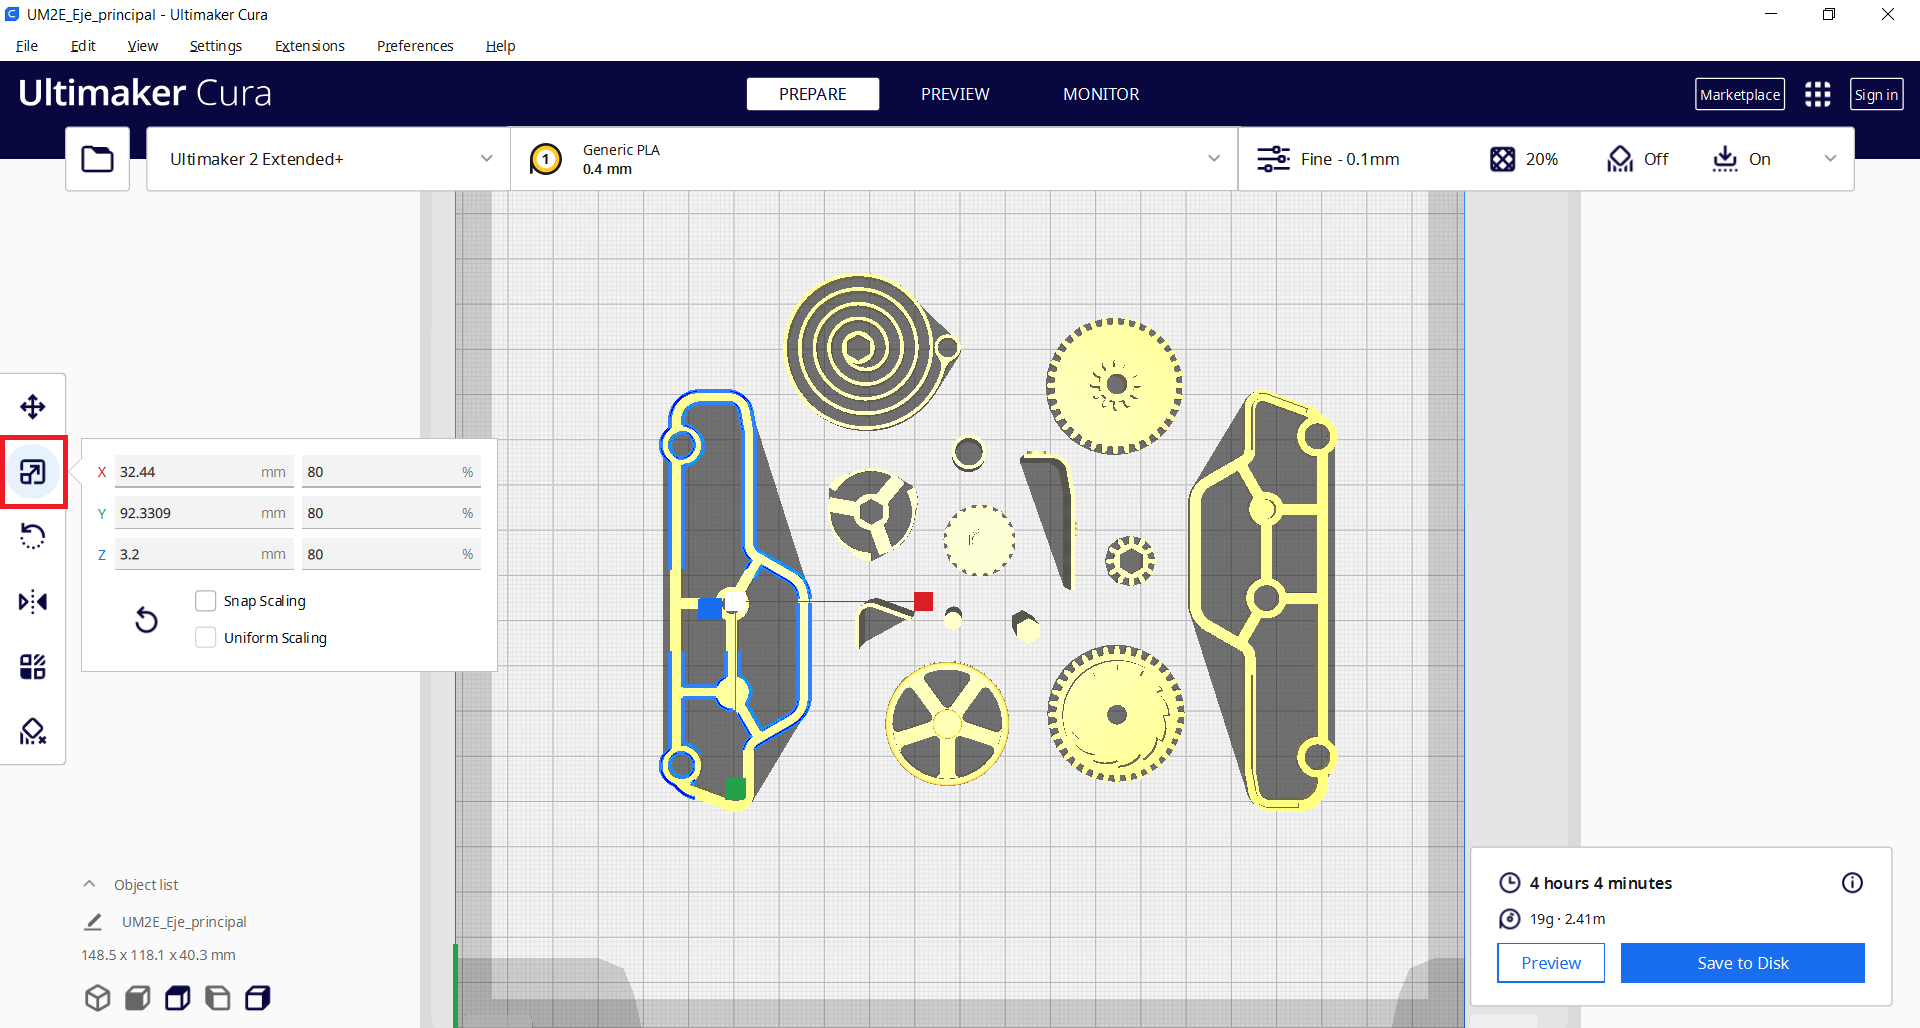 UM2E_Eje_principal - Ultimaker Cura
File Edit View Settings Extensions Preferences Help
Ultimaker Cura
PREPARE PREVIEW MONITOR
Marketplace
Sign in
Ultimaker 2 Extended+
1
Generic PLA
0.4 mm
Fine - 0.1mm
20%
Off
On
X 32.44 mm 80 %
Y 92.3309 mm 80 %
Z 3.2 mm 80 %
Snap Scaling
Uniform Scaling
Object list
UM2E_Eje_principal
148.5 x 118.1 x 40.3 mm
4 hours 4 minutes
19g · 2.41m
Preview
Save to Disk